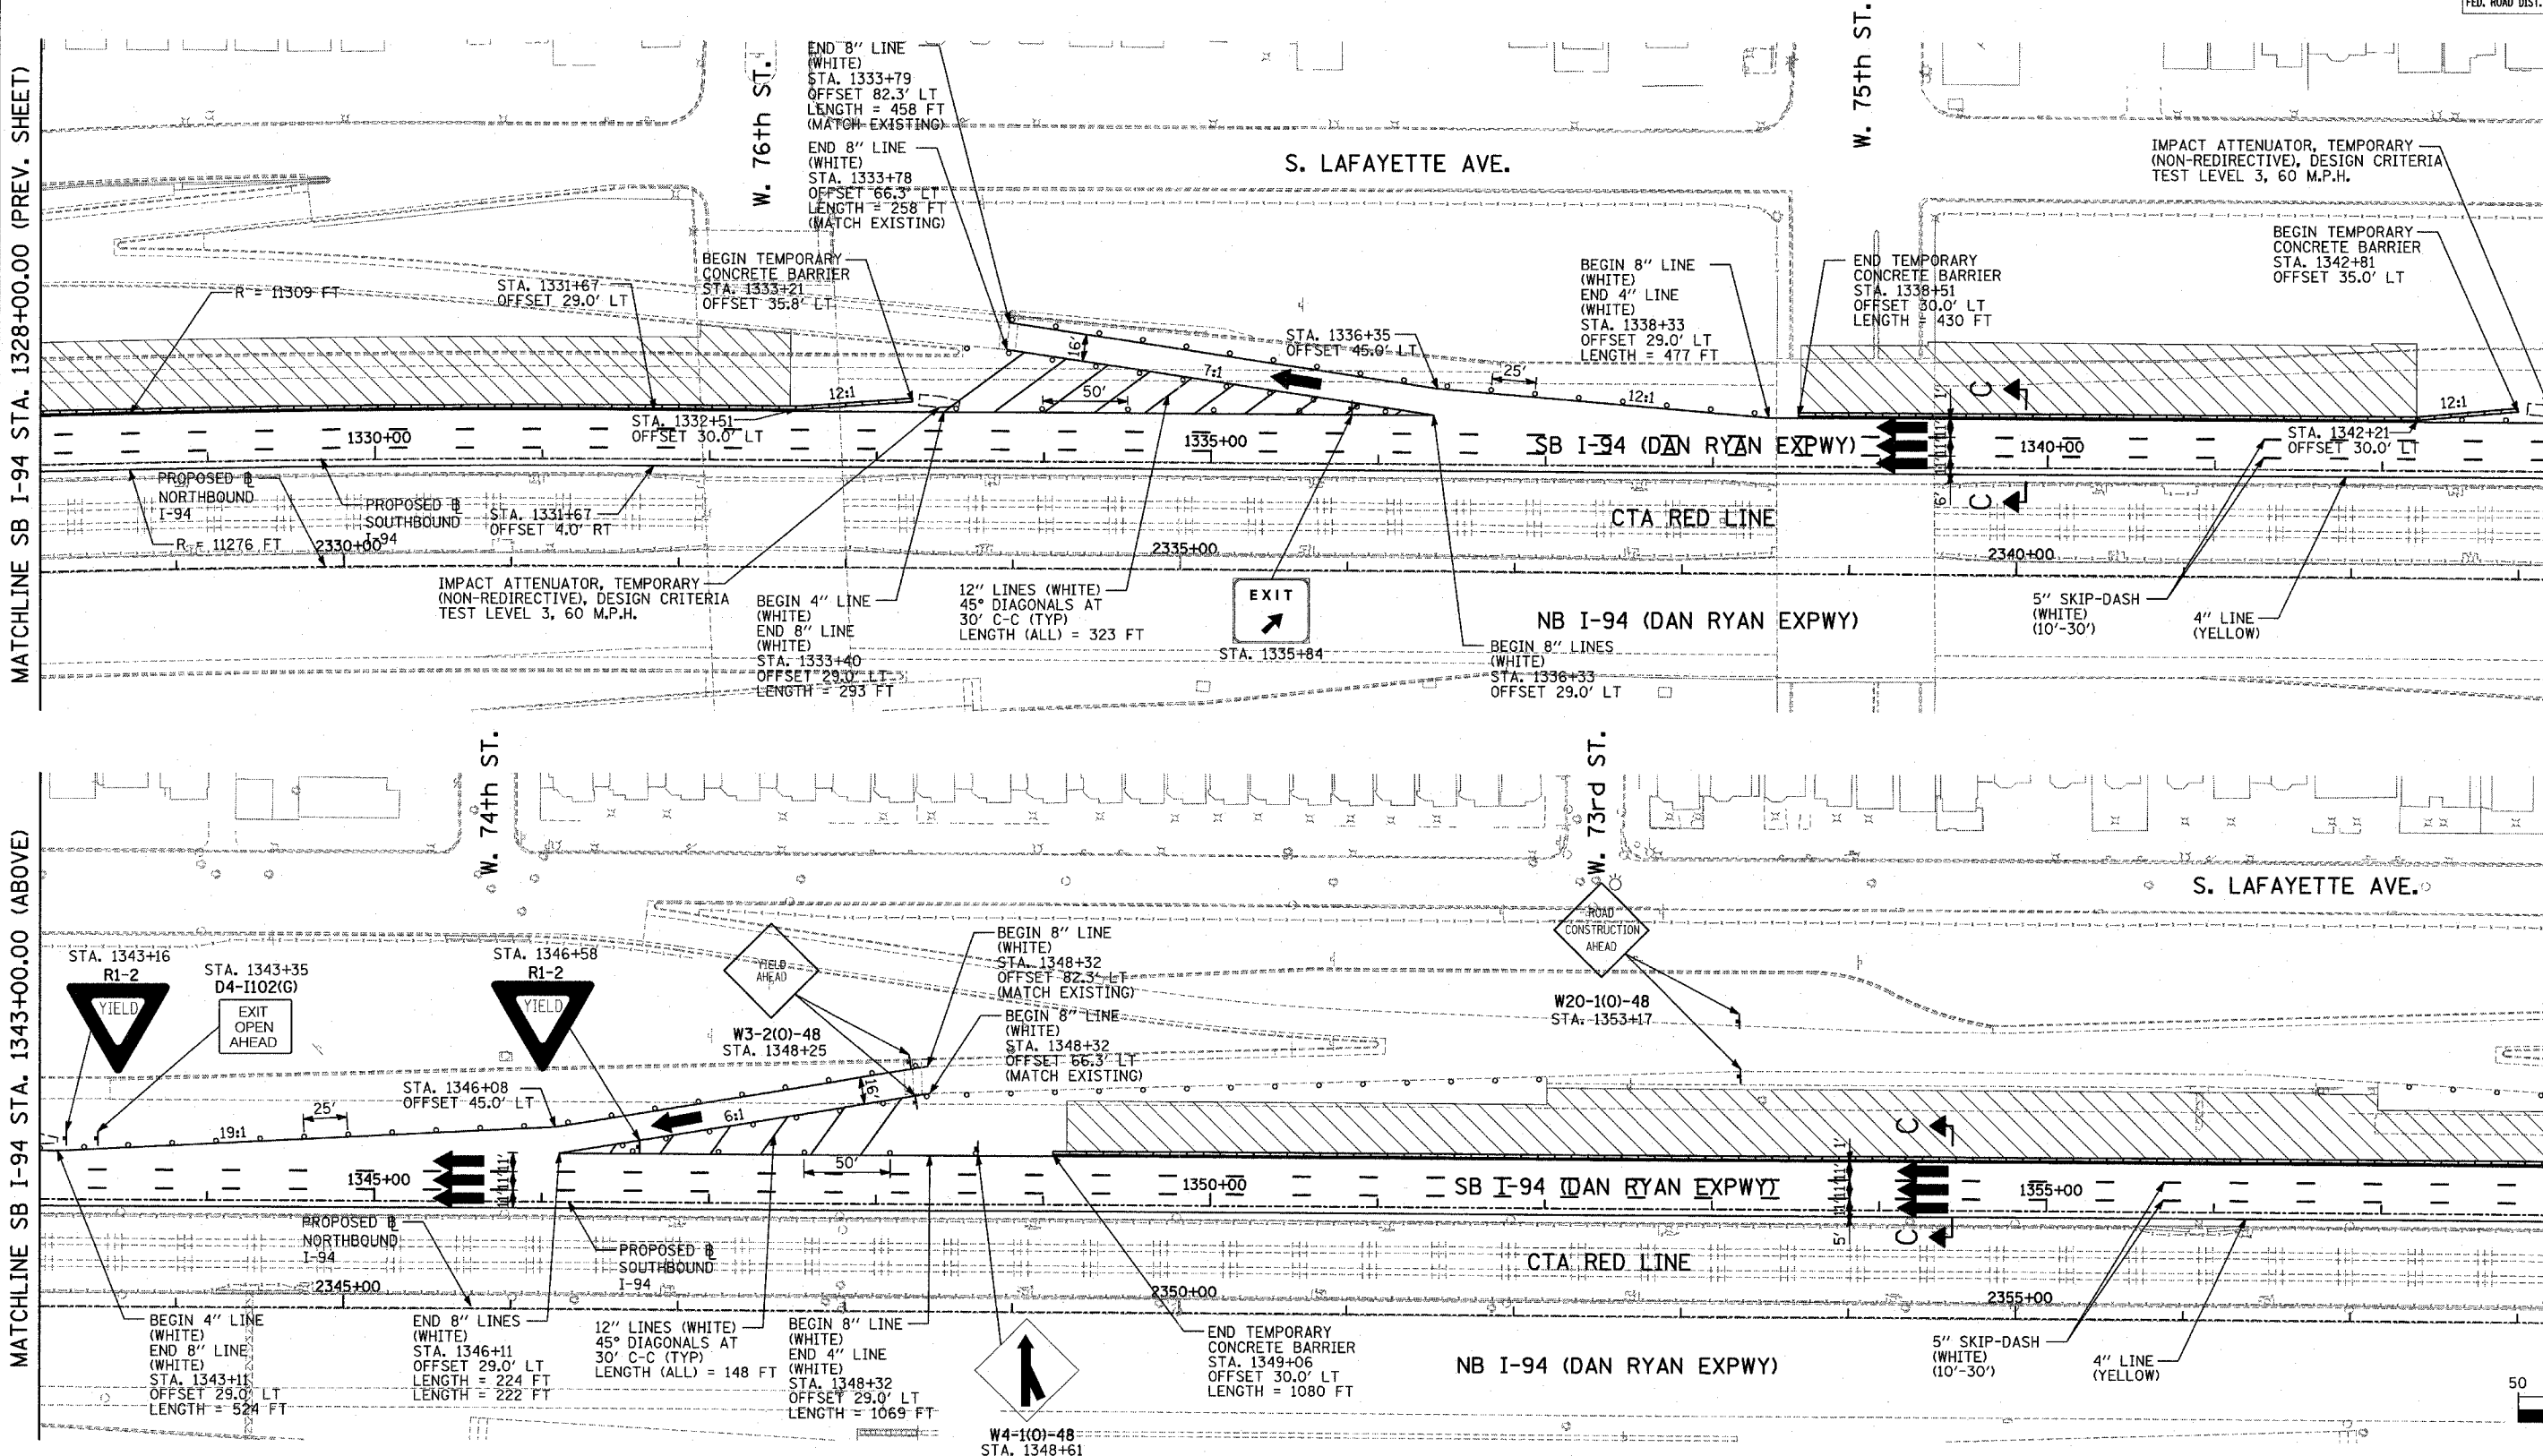 FED. ROAD DIST.
MATCHLINE SB I-94 STA. 1328+00.00 (PREV. SHEET)
W. 76th ST.
END 8" LINE
(WHITE)
STA. 1333+79
OFFSET 82.3' LT
LENGTH = 458 FT
(MATCH EXISTING)
END 8" LINE
(WHITE)
STA. 1333+78
OFFSET 66.3' LT
LENGTH = 258 FT
(MATCH EXISTING)
S. LAFAYETTE AVE.
W. 75th ST.
IMPACT ATTENUATOR, TEMPORARY
(NON-REDIRECTIVE), DESIGN CRITERIA
TEST LEVEL 3, 60 M.P.H.
BEGIN TEMPORARY
CONCRETE BARRIER
STA. 1342+81
OFFSET 35.0' LT
R = 11309 FT
STA. 1331+67
OFFSET 29.0' LT
BEGIN TEMPORARY
CONCRETE BARRIER
STA. 1333+21
OFFSET 35.8' LT
STA. 1336+35
OFFSET 45.0' LT
BEGIN 8" LINE
(WHITE)
END 4" LINE
(WHITE)
STA. 1338+33
OFFSET 29.0' LT
LENGTH = 477 FT
END TEMPORARY
CONCRETE BARRIER
STA. 1338+51
OFFSET 30.0' LT
LENGTH = 430 FT
16'
7:1
25'
12:1
50'
12:1
12:1
1'
C
STA. 1332+51
OFFSET 30.0' LT
1330+00
1335+00
SB I-94 (DAN RYAN EXPWY)
11'
11'
11'
6'
C
1340+00
STA. 1342+21
OFFSET 30.0' LT
PROPOSED ℄
NORTHBOUND
I-94
PROPOSED ℄
SOUTHBOUND
I-94
STA. 1331+67
OFFSET 4.0' RT
R = 11276 FT
2330+00
2335+00
CTA RED LINE
2340+00
IMPACT ATTENUATOR, TEMPORARY
(NON-REDIRECTIVE), DESIGN CRITERIA
TEST LEVEL 3, 60 M.P.H.
BEGIN 4" LINE
(WHITE)
END 8" LINE
(WHITE)
STA. 1333+40
OFFSET 29.0' LT
LENGTH = 293 FT
12" LINES (WHITE)
45° DIAGONALS AT
30' C-C (TYP)
LENGTH (ALL) = 323 FT
EXIT
STA. 1335+84
BEGIN 8" LINES
(WHITE)
STA. 1336+33
OFFSET 29.0' LT
NB I-94 (DAN RYAN EXPWY)
5" SKIP-DASH
(WHITE)
(10'-30')
4" LINE
(YELLOW)
MATCHLINE SB I-94 STA. 1343+00.00 (ABOVE)
W. 74th ST.
W. 73rd ST.
S. LAFAYETTE AVE.
STA. 1343+16
R1-2
YIELD
STA. 1343+35
D4-I102(G)
EXIT
OPEN
AHEAD
STA. 1346+58
R1-2
YIELD
YIELD
AHEAD
W3-2(O)-48
STA. 1348+25
BEGIN 8" LINE
(WHITE)
STA. 1348+32
OFFSET 82.3' LT
(MATCH EXISTING)
BEGIN 8" LINE
(WHITE)
STA. 1348+32
OFFSET 66.3' LT
(MATCH EXISTING)
ROAD
CONSTRUCTION
AHEAD
W20-1(O)-48
STA. 1353+17
STA. 1346+08
OFFSET 45.0' LT
25'
19:1
6:1
16'
50'
1345+00
11'
11'
11'
1350+00
SB I-94 (DAN RYAN EXPWY)
1'
11'
11'
11'
5'
C
C
1355+00
PROPOSED ℄
NORTHBOUND
I-94
PROPOSED ℄
SOUTHBOUND
I-94
CTA RED LINE
2345+00
2350+00
2355+00
BEGIN 4" LINE
(WHITE)
END 8" LINE
(WHITE)
STA. 1343+11
OFFSET 29.0' LT
LENGTH = 524 FT
END 8" LINES
(WHITE)
STA. 1346+11
OFFSET 29.0' LT
LENGTH = 224 FT
LENGTH = 222 FT
12" LINES (WHITE)
45° DIAGONALS AT
30' C-C (TYP)
LENGTH (ALL) = 148 FT
BEGIN 8" LINE
(WHITE)
END 4" LINE
(WHITE)
STA. 1348+32
OFFSET 29.0' LT
LENGTH = 1069 FT
W4-1(O)-48
STA. 1348+61
END TEMPORARY
CONCRETE BARRIER
STA. 1349+06
OFFSET 30.0' LT
LENGTH = 1080 FT
NB I-94 (DAN RYAN EXPWY)
5" SKIP-DASH
(WHITE)
(10'-30')
4" LINE
(YELLOW)
50